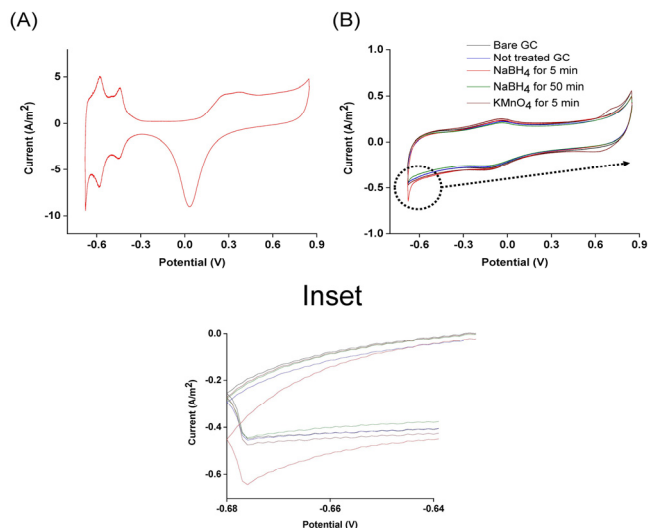 (A)
(B)
Current (A/m²)
5
0
-5
-10
-0.6
-0.3
0.0
0.3
0.6
0.9
Potential (V)
Bare GC
Not treated GC
NaBH4 for 5 min
NaBH4 for 50 min
KMnO4 for 5 min
Current (A/m²)
1.0
0.5
0.0
-0.5
-1.0
-0.6
-0.3
0.0
0.3
0.6
0.9
Potential (V)
Inset
Current (A/m²)
0.0
-0.2
-0.4
-0.6
-0.68
-0.66
-0.64
Potential (V)